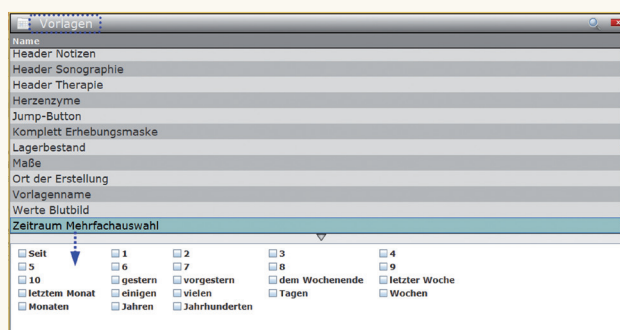 Vorlagen
Name
Header Notizen
Header Sonographie
Header Therapie
Herzenzyme
Jump-Button
Komplett Erhebungsmaske
Lagerbestand
Maße
Ort der Erstellung
Vorlagenname
Werte Blutbild
Zeitraum Mehrfachauswahl
Seit 1 2 3 4
5 6 7 8 9
10 gestern vorgestern dem Wochenende letzter Woche
letztem Monat einigen vielen Tagen Wochen
Monaten Jahren Jahrhunderten